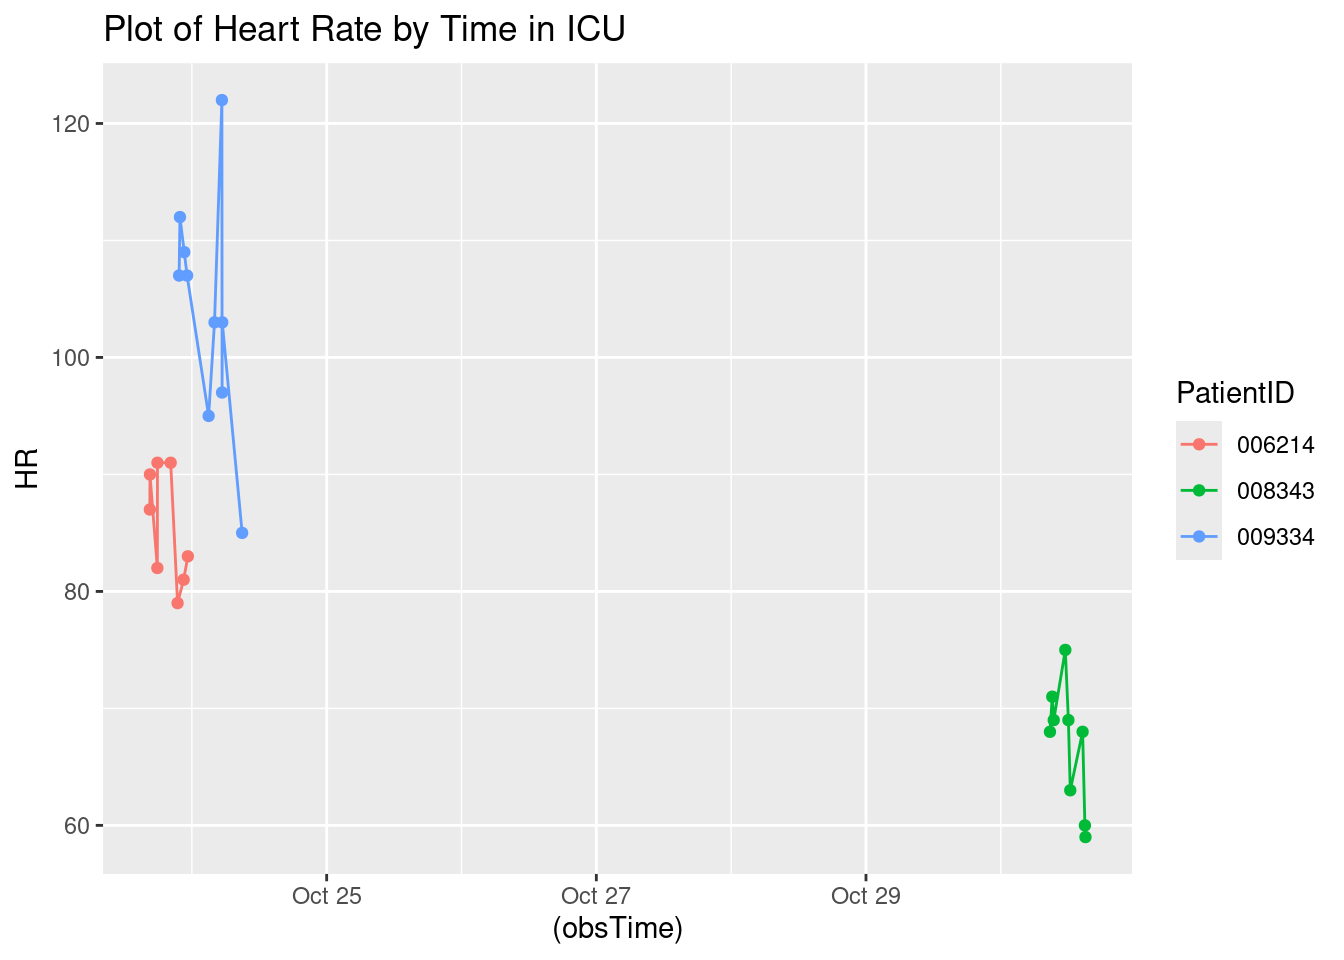 Plot of Heart Rate by Time in ICU
120
100
80
60
HR
Oct 25
Oct 27
Oct 29
(obsTime)
PatientID
006214
008343
009334